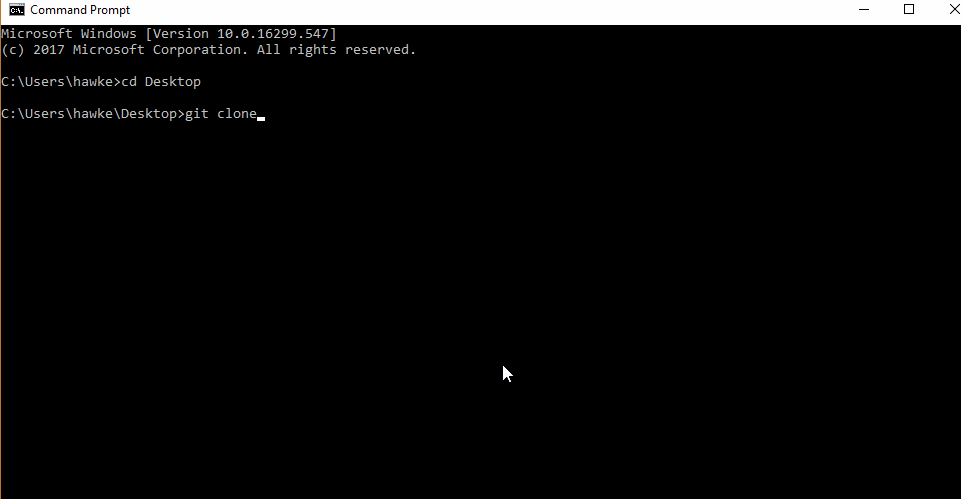 Command Prompt
Microsoft Windows [Version 10.0.16299.547]
(c) 2017 Microsoft Corporation. All rights reserved.
C:\Users\hawke>cd Desktop
C:\Users\hawke\Desktop>git clone